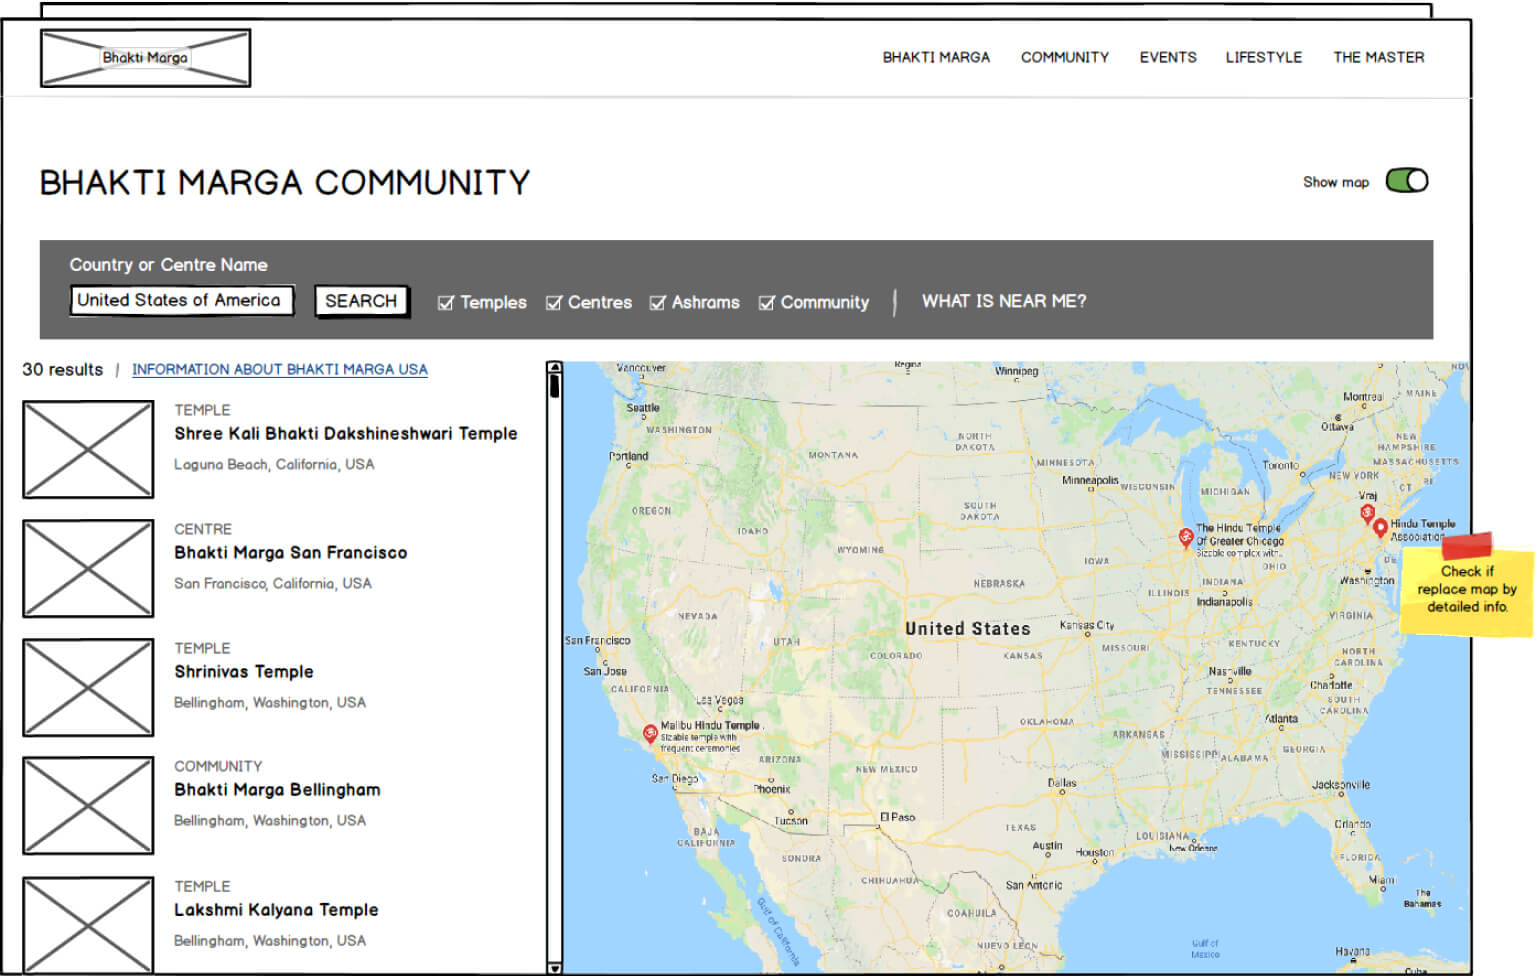 Bhakti Marga
BHAKTI MARGA
COMMUNITY
EVENTS
LIFESTYLE
THE MASTER
BHAKTI MARGA COMMUNITY
Show map
Country or Centre Name
United States of America
SEARCH
Temples
Centres
Ashrams
Community
WHAT IS NEAR ME?
30 results | INFORMATION ABOUT BHAKTI MARGA USA
TEMPLE
Shree Kali Bhakti Dakshineshwari Temple
Laguna Beach, California, USA
CENTRE
Bhakti Marga San Francisco
San Francisco, California, USA
TEMPLE
Shrinivas Temple
Bellingham, Washington, USA
COMMUNITY
Bhakti Marga Bellingham
Bellingham, Washington, USA
TEMPLE
Lakshmi Kalyana Temple
Bellingham, Washington, USA
Vancouver
Regina
Winnipeg
Seattle
WASHINGTON
Montreal
MAINE
Ottawa
Portland
MONTANA
NORTH
DAKOTA
MINNESOTA
Minneapolis
WISCONSIN
MICHIGAN
Toronto
NEW
HAMPSHIRE
MASSACHUSETTS
NEW YORK
CT
RI
Vraj
OREGON
IDAHO
SOUTH
DAKOTA
WYOMING
The Hindu Temple
Of Greater Chicago
Sizable complex with..
Hindu Temple
Association
IOWA
NEBRASKA
ILLINOIS
INDIANA
Indianapolis
OHIO
Washington
DE
Check if
replace map by
detailed info.
NEVADA
UTAH
COLORADO
United States
KANSAS
Kansas City
MISSOURI
KENTUCKY
VIRGINIA
San Francisco
San Jose
CALIFORNIA
Las Vegas
Nashville
TENNESSEE
NORTH
CAROLINA
Charlotte
SOUTH
CAROLINA
Malibu Hindu Temple
Sizable temple with
frequent ceremonies
ARIZONA
NEW MEXICO
OKLAHOMA
ARKANSAS
MISSISSIPPI
ALABAMA
Atlanta
GEORGIA
San Diego
Phoenix
Tucson
El Paso
Dallas
Jacksonville
BAJA
CALIFORNIA
SONORA
CHIHUAHUA
TEXAS
Austin
Houston
San Antonio
LOUISIANA
New Orleans
Orlando
FLORIDA
Miami
The
Bahamas
Gulf of California
COAHUILA
NUEVO LEON
Gulf of
Mexico
Havana
Cuba